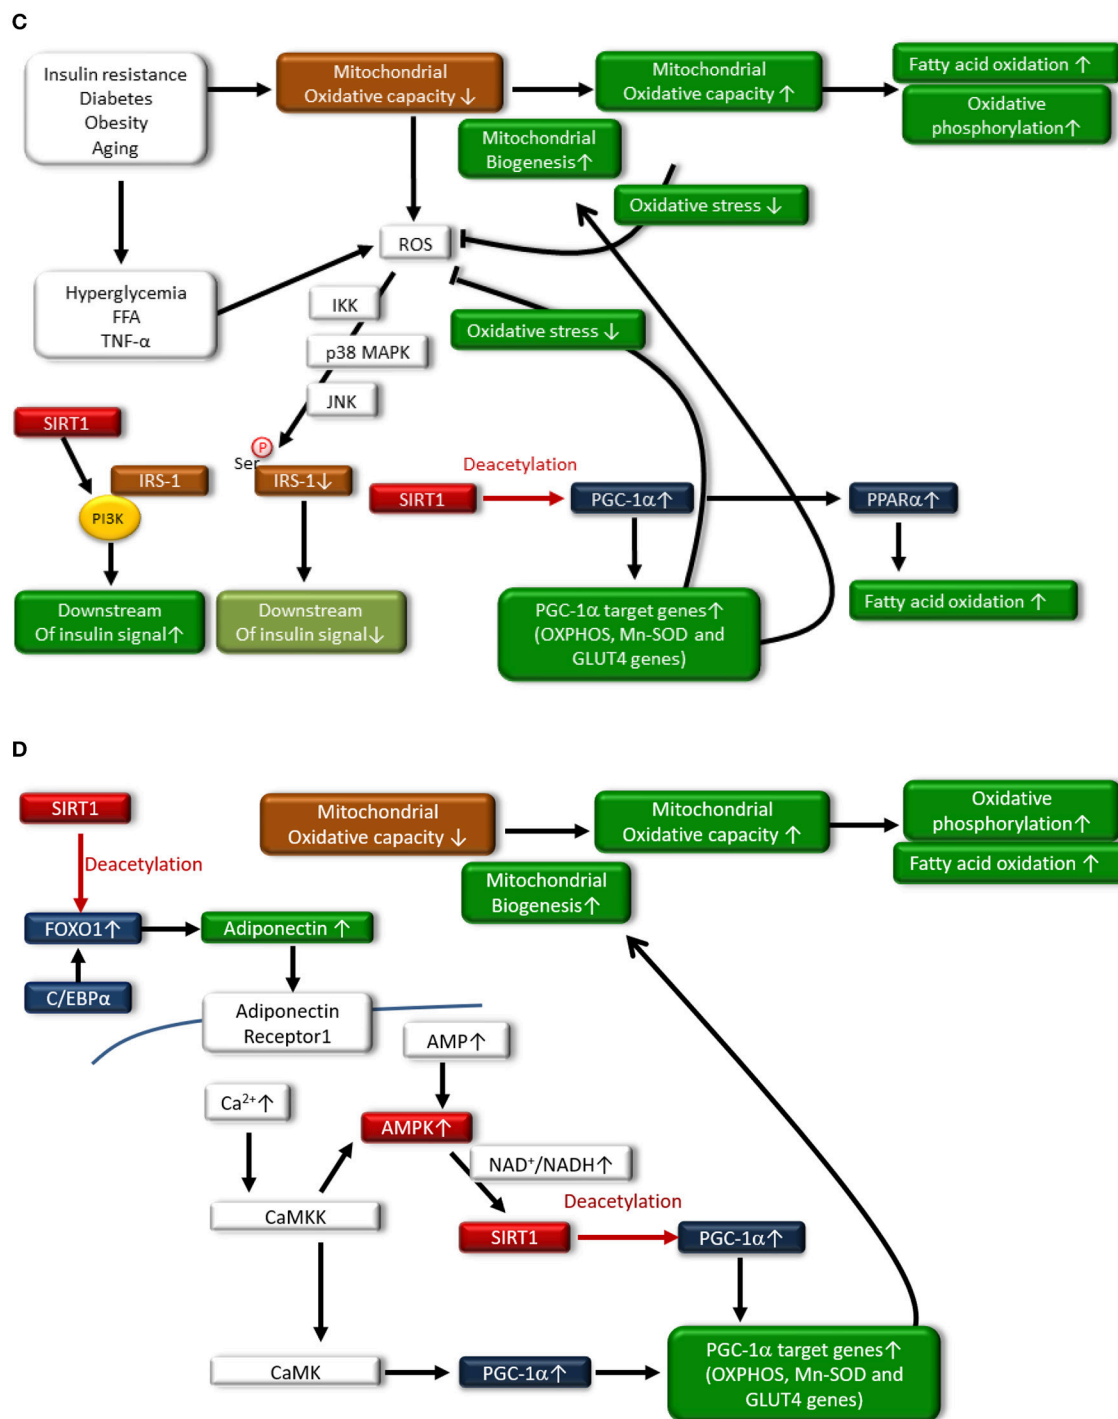 C
Insulin resistance
Diabetes
Obesity
Aging
Mitochondrial
Oxidative capacity ↓
Mitochondrial
Oxidative capacity ↑
Fatty acid oxidation ↑
Oxidative
phosphorylation↑
Mitochondrial
Biogenesis↑
Oxidative stress ↓
ROS
Hyperglycemia
FFA
TNF-α
IKK
p38 MAPK
JNK
Oxidative stress ↓
SIRT1
IRS-1
PI3K
Downstream
Of insulin signal↑
P
Ser
IRS-1↓
Downstream
Of insulin signal↓
SIRT1
Deacetylation
PGC-1α↑
PPARα↑
Fatty acid oxidation ↑
PGC-1α target genes↑
(OXPHOS, Mn-SOD and
GLUT4 genes)
D
SIRT1
Deacetylation
FOXO1↑
C/EBPα
Adiponectin ↑
Adiponectin
Receptor1
Mitochondrial
Oxidative capacity ↓
Mitochondrial
Oxidative capacity ↑
Oxidative
phosphorylation↑
Fatty acid oxidation ↑
Mitochondrial
Biogenesis↑
AMP↑
Ca²⁺↑
AMPK↑
NAD⁺/NADH↑
CaMKK
SIRT1
Deacetylation
PGC-1α↑
CaMK
PGC-1α↑
PGC-1α target genes↑
(OXPHOS, Mn-SOD and
GLUT4 genes)